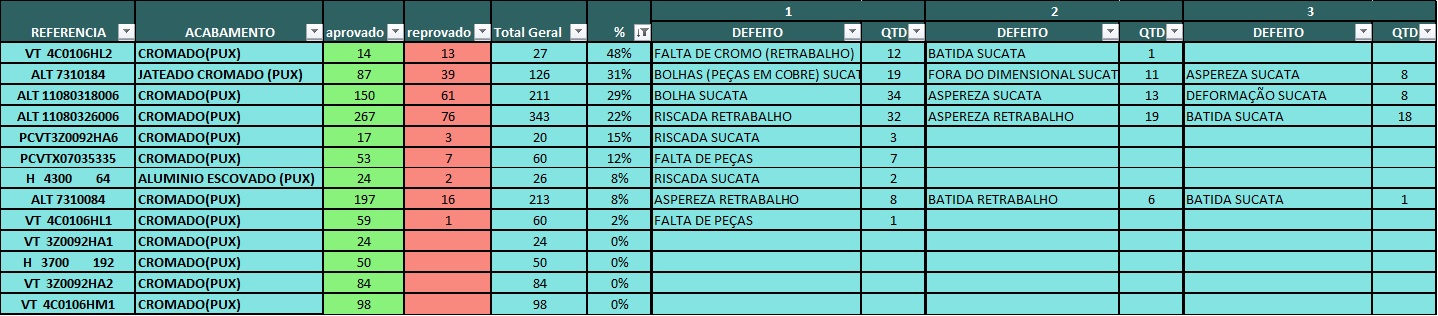 1 2 3
REFERENCIA ACABAMENTO aprovado reprovado Total Geral % DEFEITO QTD DEFEITO QTD DEFEITO QTD
VT 4C0106HL2 CROMADO(PUX) 14 13 27 48% FALTA DE CROMO (RETRABALHO) 12 BATIDA SUCATA 1
ALT 7310184 JATEADO CROMADO (PUX) 87 39 126 31% BOLHAS (PEÇAS EM COBRE) SUCAT 19 FORA DO DIMENSIONAL SUCAT 11 ASPEREZA SUCATA 8
ALT 11080318006 CROMADO(PUX) 150 61 211 29% BOLHA SUCATA 34 ASPEREZA SUCATA 13 DEFORMAÇÃO SUCATA 8
ALT 11080326006 CROMADO(PUX) 267 76 343 22% RISCADA RETRABALHO 32 ASPEREZA RETRABALHO 19 BATIDA SUCATA 18
PCVT3Z0092HA6 CROMADO(PUX) 17 3 20 15% RISCADA SUCATA 3
PCVTX07035335 CROMADO(PUX) 53 7 60 12% FALTA DE PEÇAS 7
H 4300 64 ALUMINIO ESCOVADO (PUX) 24 2 26 8% RISCADA SUCATA 2
ALT 7310084 CROMADO(PUX) 197 16 213 8% ASPEREZA RETRABALHO 8 BATIDA RETRABALHO 6 BATIDA SUCATA 1
VT 4C0106HL1 CROMADO(PUX) 59 1 60 2% FALTA DE PEÇAS 1
VT 3Z0092HA1 CROMADO(PUX) 24 24 0%
H 3700 192 CROMADO(PUX) 50 50 0%
VT 3Z0092HA2 CROMADO(PUX) 84 84 0%
VT 4C0106HM1 CROMADO(PUX) 98 98 0%